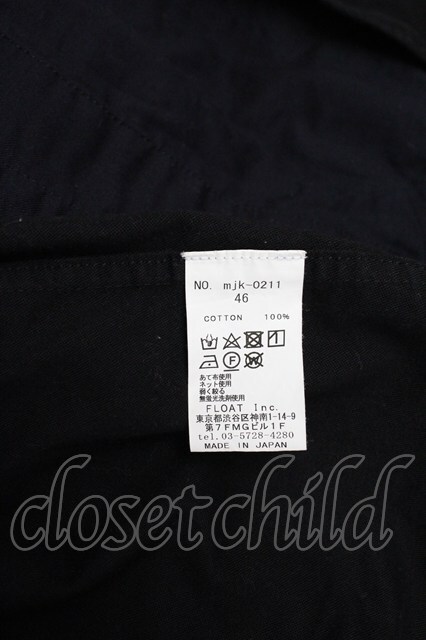 NO. mjk-0211
46
COTTON 100%
あて布使用
ネット使用
弱く絞る
無蛍光洗剤使用
FLOAT Inc.
東京都渋谷区神南1-14-9
第7FMGビル1F
tel.03-5728-4280
MADE IN JAPAN
closet child